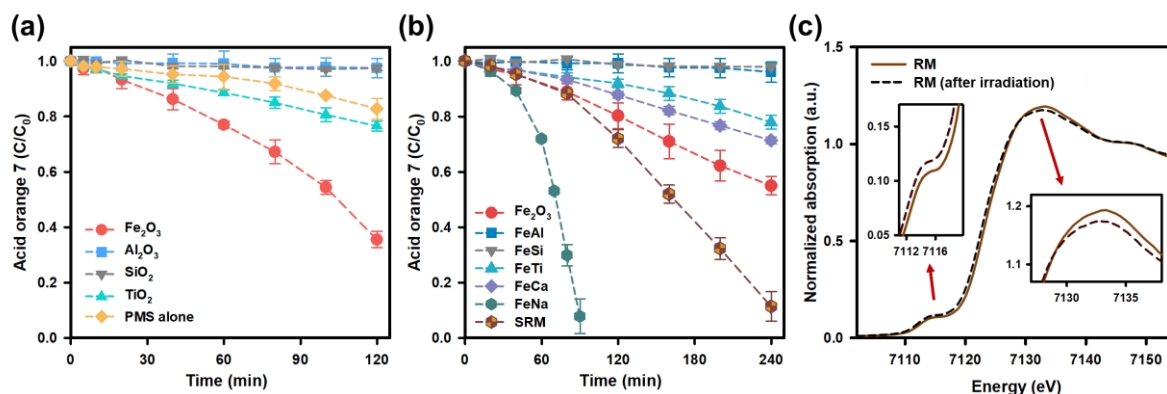 (a)
Acid orange 7 (C/C₀)
1.0
0.8
0.6
0.4
0.2
0.0
Fe₂O₃
Al₂O₃
SiO₂
TiO₂
PMS alone
0 30 60 90 120
Time (min)
(b)
Acid orange 7 (C/C₀)
1.0
0.8
0.6
0.4
0.2
0.0
Fe₂O₃
FeAl
FeSi
FeTi
FeCa
FeNa
SRM
0 60 120 180 240
Time (min)
(c)
Normalized absorption (a.u.)
1.5
1.0
0.5
0.0
RM
RM (after irradiation)
0.15
0.10
0.05
7112 7116
1.2
1.1
7130 7135
7110 7120 7130 7140 7150
Energy (eV)